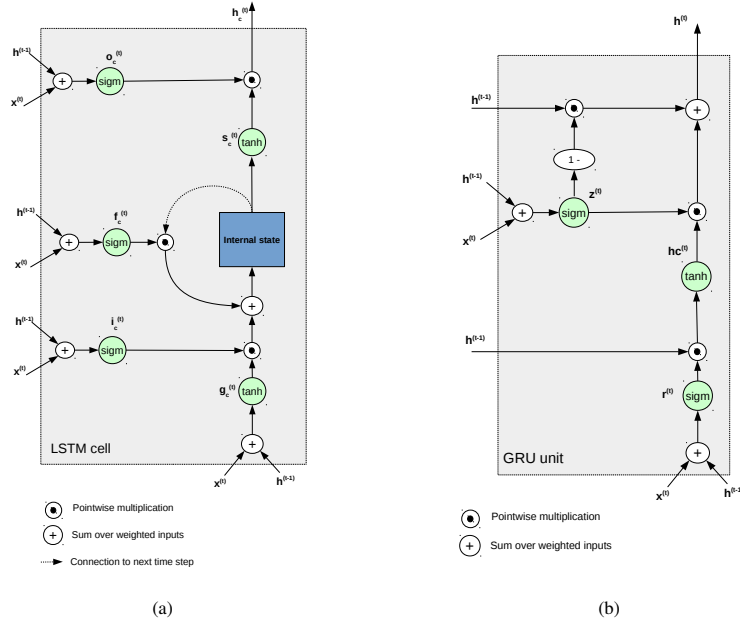 h_c^(t)
h^(t-1)
o_c^(t)
sigm
+
x^(t)
s_c^(t)
tanh
h^(t-1)
f_c^(t)
+
sigm
Internal state
x^(t)
+
h^(t-1)
i_c^(t)
+
sigm
x^(t)
g_c^(t)
tanh
LSTM cell
+
x^(t)
h^(t-1)
Pointwise multiplication
+ Sum over weighted inputs
Connection to next time step
(a)
h^(t)
h^(t-1)
+
1 -
h^(t-1)
z^(t)
+
sigm
x^(t)
hc^(t)
tanh
h^(t-1)
r^(t)
sigm
GRU unit
+
x^(t)
h^(t-1)
Pointwise multiplication
+ Sum over weighted inputs
(b)